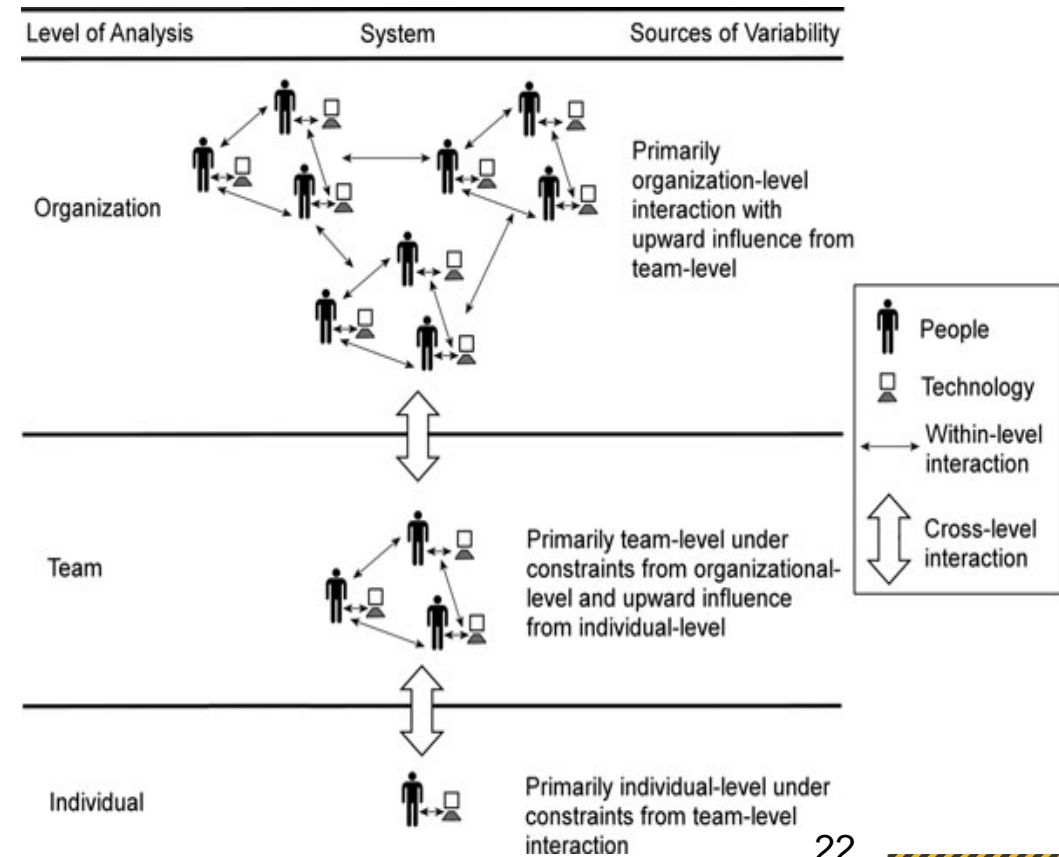 Level of Analysis
System
Sources of Variability
Organization
Primarily
organization-level
interaction with
upward influence from
team-level
People
Technology
Within-level
interaction
Cross-level
interaction
Team
Primarily team-level under
constraints from organizational-
level and upward influence
from individual-level
Individual
Primarily individual-level under
constraints from team-level
interaction
22